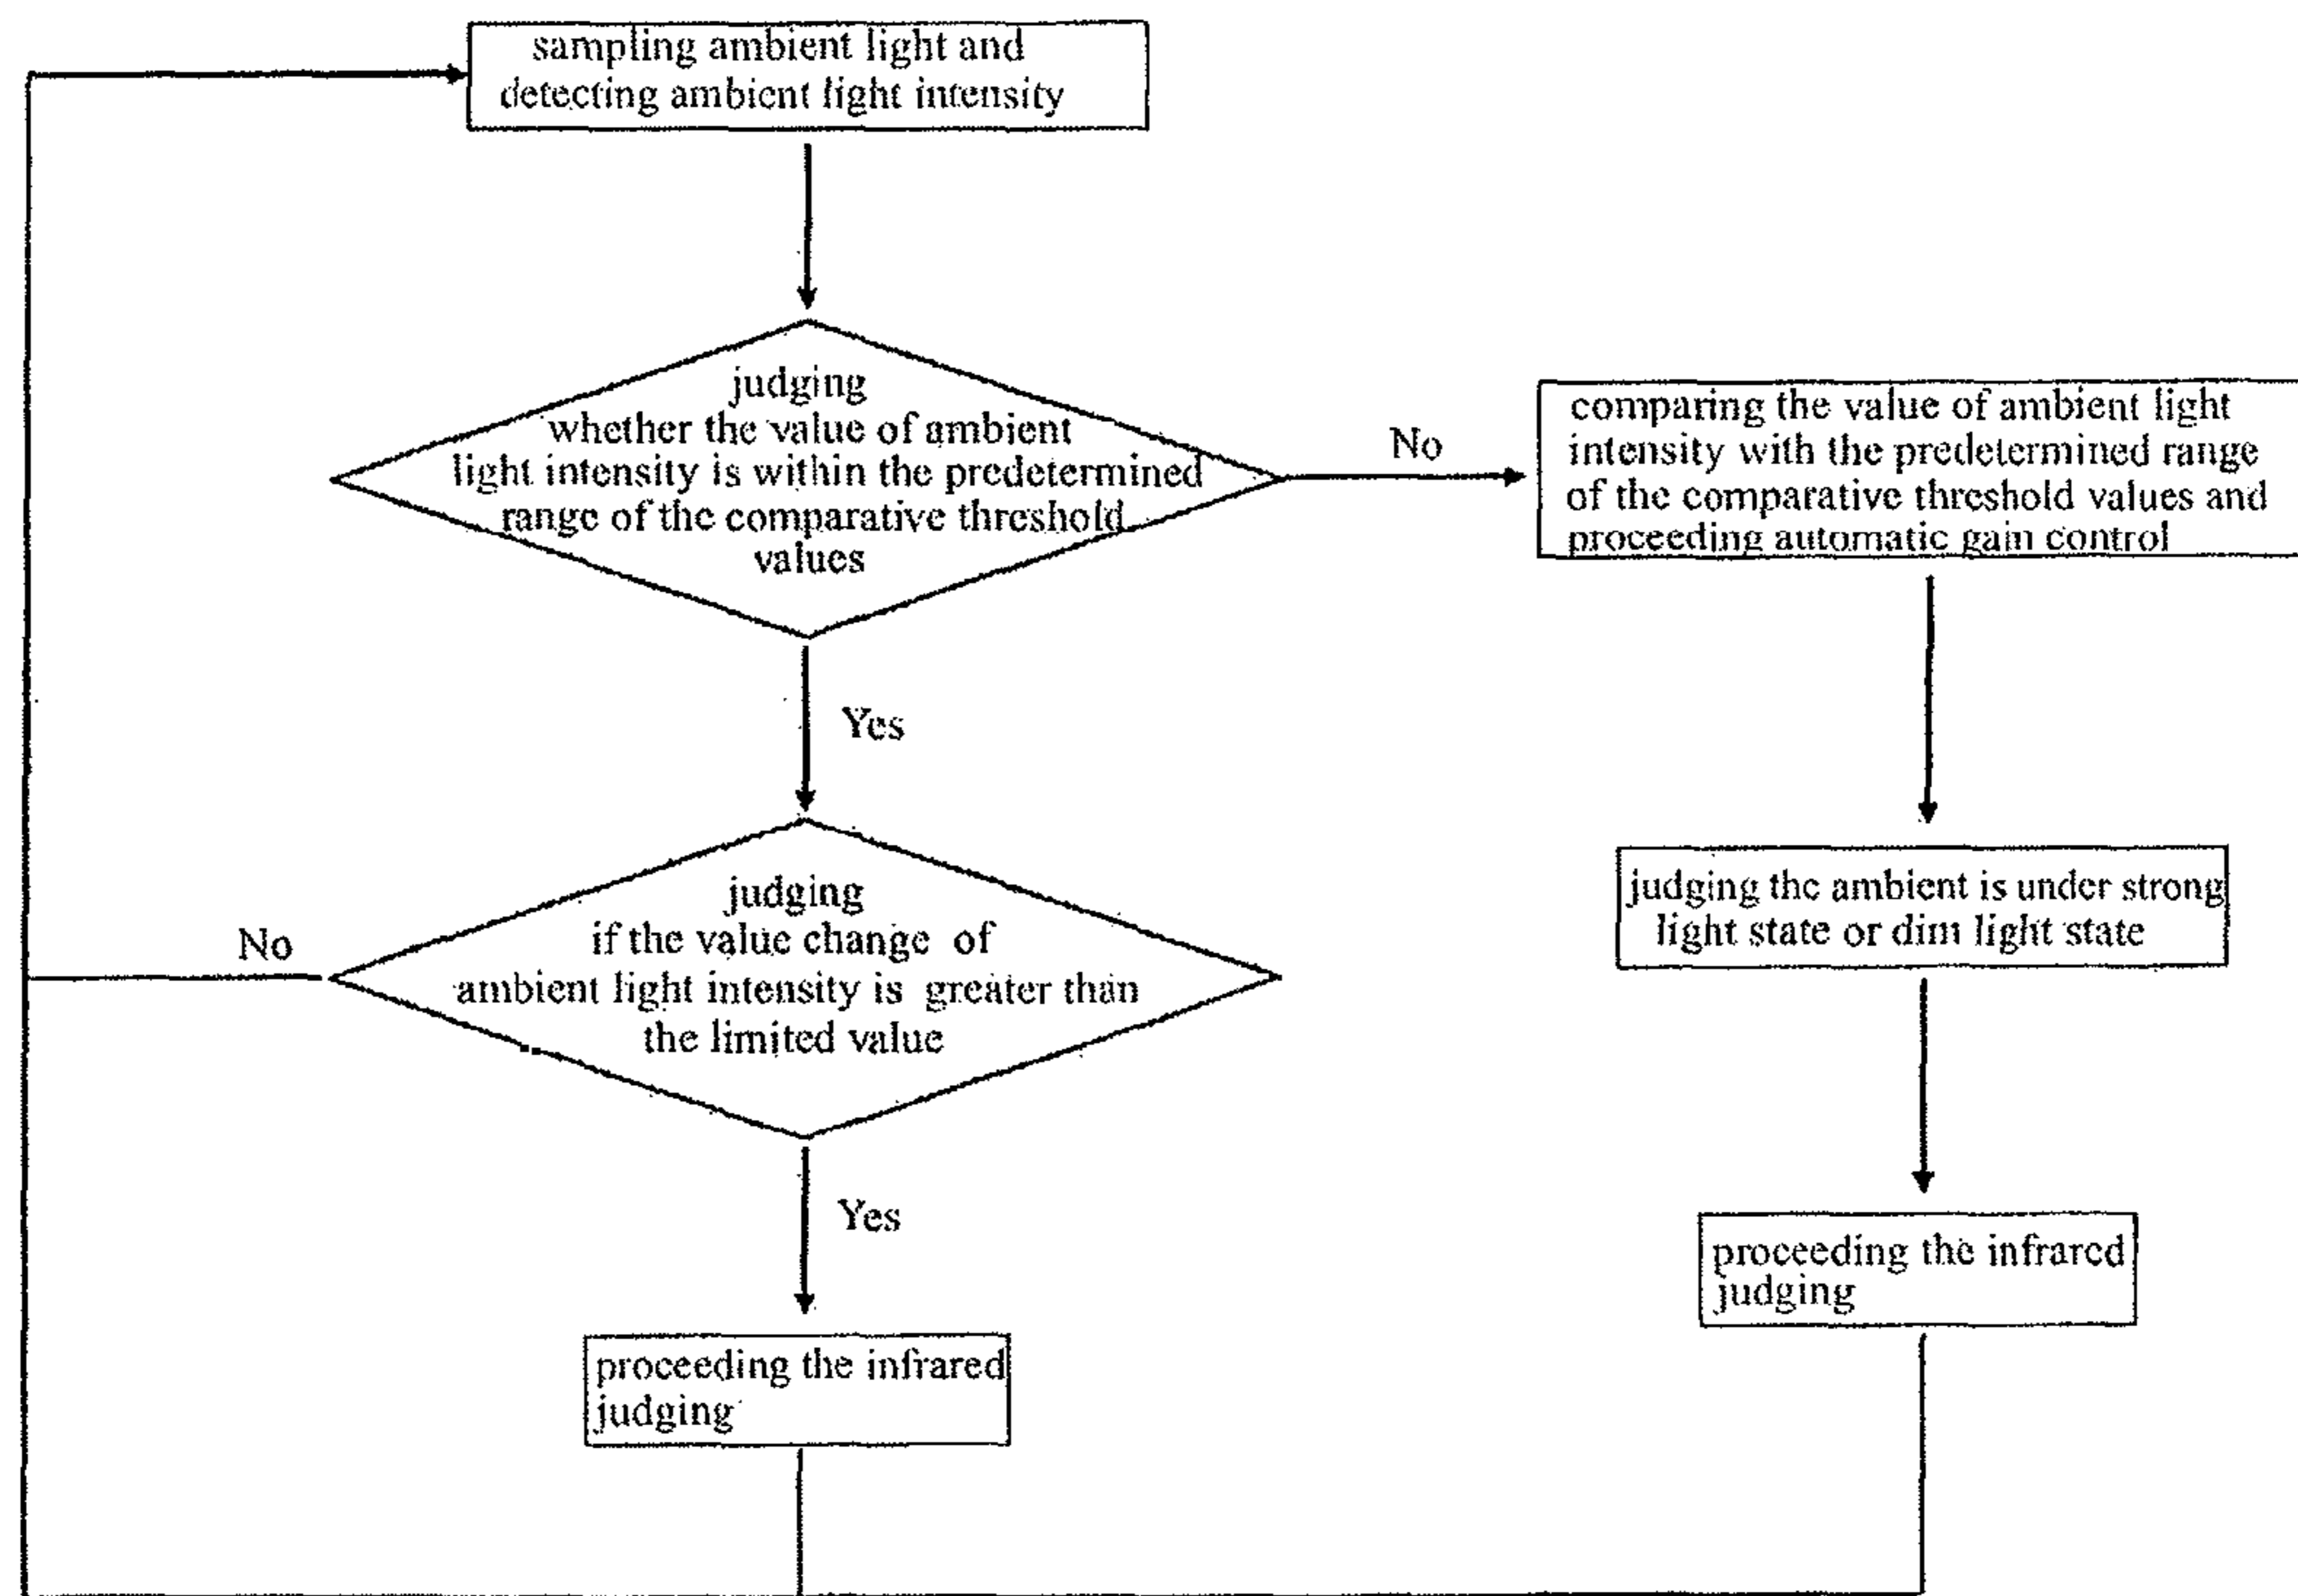 sampling ambient light and
detecting ambient light intensity
judging
whether the value of ambient
light intensity is within the predetermined
range of the comparative threshold
values
No
comparing the value of ambient light
intensity with the predetermined range
of the comparative threshold values and
proceeding automatic gain control
Yes
judging
if the value change of
ambient light intensity is greater than
the limited value
No
judging the ambient is under strong
light state or dim light state
Yes
proceeding the infrared
judging
proceeding the infrared
judging